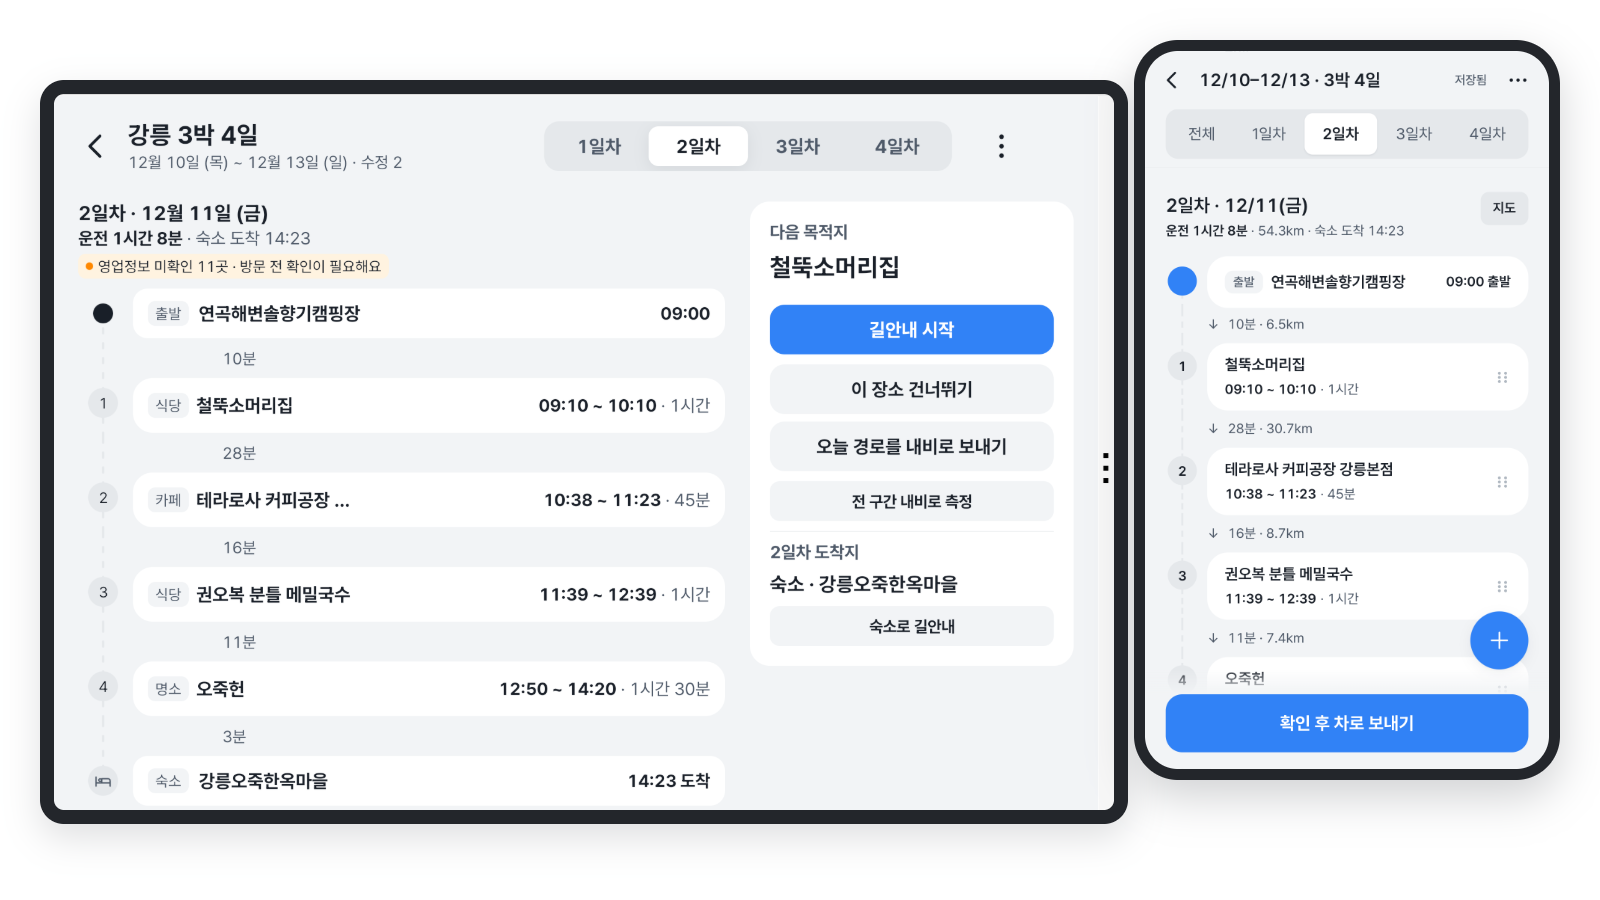 강릉 3박 4일
12월 10일 (목) ~ 12월 13일 (일) · 수정 2
1일차
2일차
3일차
4일차
2일차 · 12월 11일 (금)
운전 1시간 8분 · 숙소 도착 14:23
영업정보 미확인 11곳 · 방문 전 확인이 필요해요
출발 연곡해변솔향기캠핑장 09:00
10분
1 식당 철뚝소머리집 09:10 ~ 10:10 · 1시간
28분
2 카페 테라로사 커피공장 ... 10:38 ~ 11:23 · 45분
16분
3 식당 권오복 분틀 메밀국수 11:39 ~ 12:39 · 1시간
11분
4 명소 오죽헌 12:50 ~ 14:20 · 1시간 30분
3분
숙소 강릉오죽한옥마을 14:23 도착
다음 목적지
철뚝소머리집
길안내 시작
이 장소 건너뛰기
오늘 경로를 내비로 보내기
전 구간 내비로 측정
2일차 도착지
숙소 · 강릉오죽한옥마을
숙소로 길안내
12/10–12/13 · 3박 4일 저장됨
전체
1일차
2일차
3일차
4일차
2일차 · 12/11(금)
지도
운전 1시간 8분 · 54.3km · 숙소 도착 14:23
출발 연곡해변솔향기캠핑장 09:00 출발
↓ 10분 · 6.5km
1 철뚝소머리집
09:10 ~ 10:10 · 1시간
↓ 28분 · 30.7km
2 테라로사 커피공장 강릉본점
10:38 ~ 11:23 · 45분
↓ 16분 · 8.7km
3 권오복 분틀 메밀국수
11:39 ~ 12:39 · 1시간
↓ 11분 · 7.4km
4 오죽헌
확인 후 차로 보내기